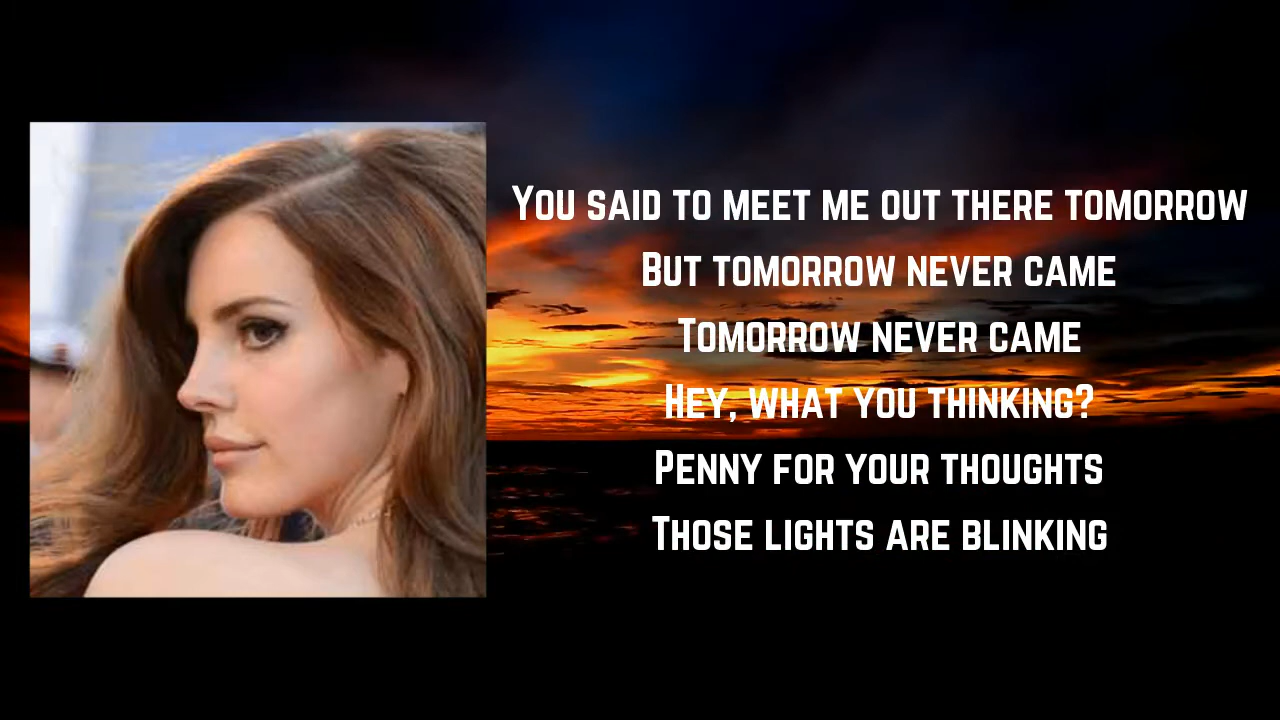 You said to meet me out there tomorrow
But tomorrow never came
Tomorrow never came
Hey, what you thinking?
Penny for your thoughts
Those lights are blinking